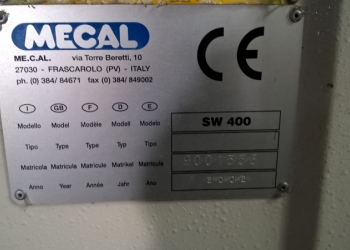 MECAL
ME.C.AL. via Torre Beretti, 10
27030 - FRASCAROLO (PV) - ITALY
ph. (0) 384/ 84671 fax (0) 384/ 849002
CE
I GB F D E
Modello Model Modèle Modell Modelo SW 400
Tipo Type Type Typ Tipo
Matricola Matricule Matricule Matrikel Matricula
Anno Year Année Jahr Ano